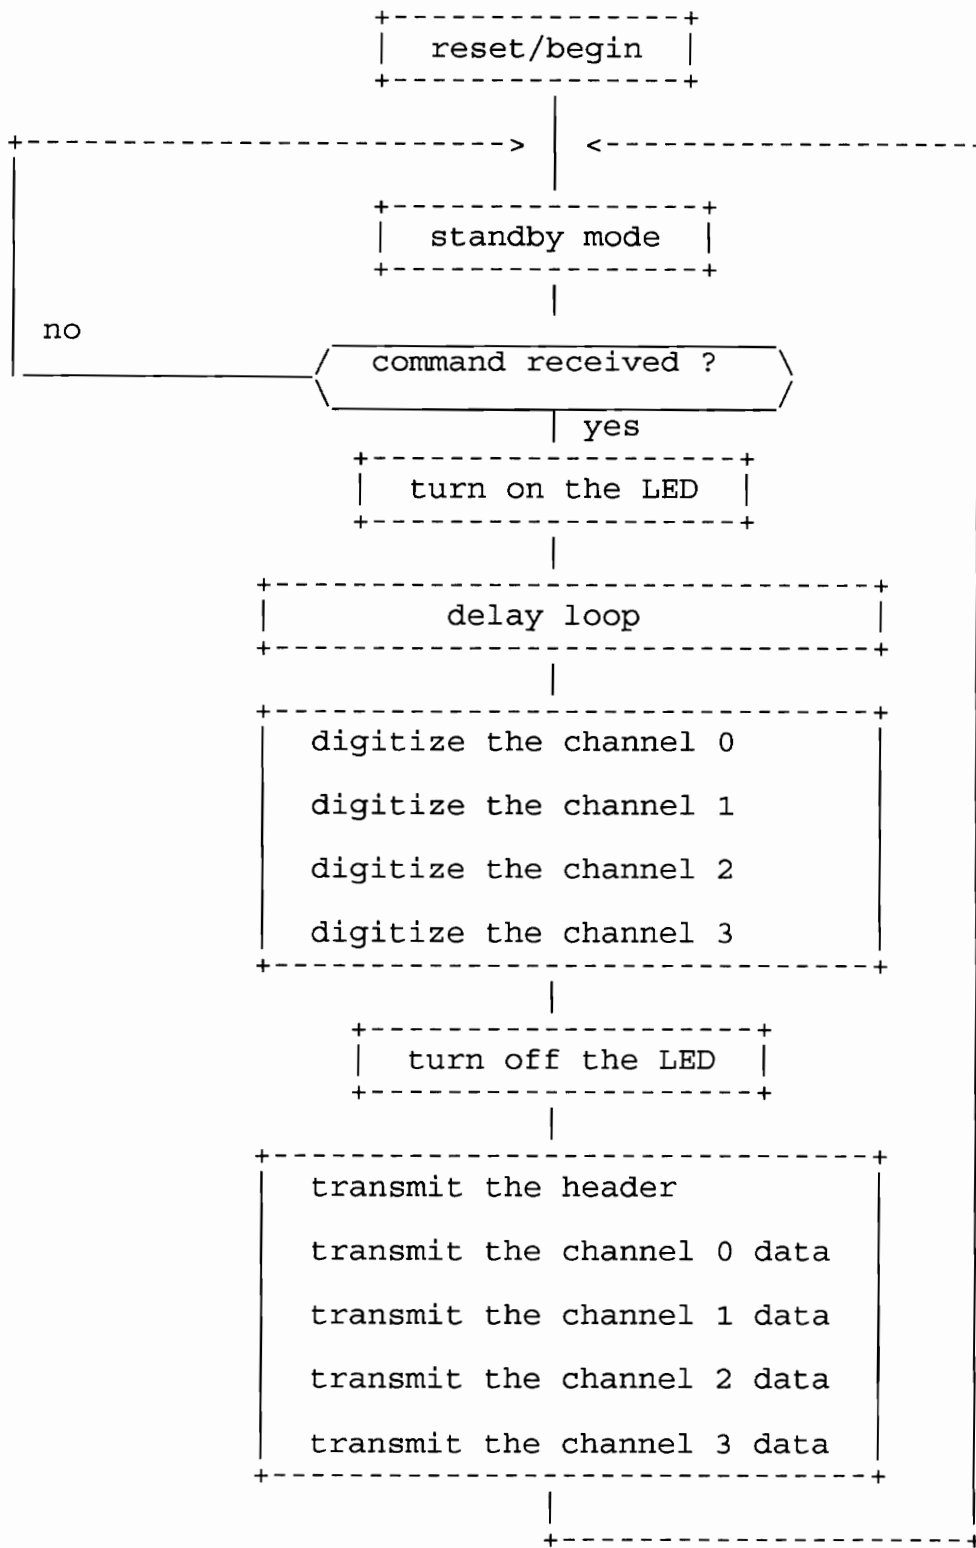 reset/begin
standby mode
no
command received ?
yes
turn on the LED
delay loop
digitize the channel 0
digitize the channel 1
digitize the channel 2
digitize the channel 3
turn off the LED
transmit the header
transmit the channel 0 data
transmit the channel 1 data
transmit the channel 2 data
transmit the channel 3 data